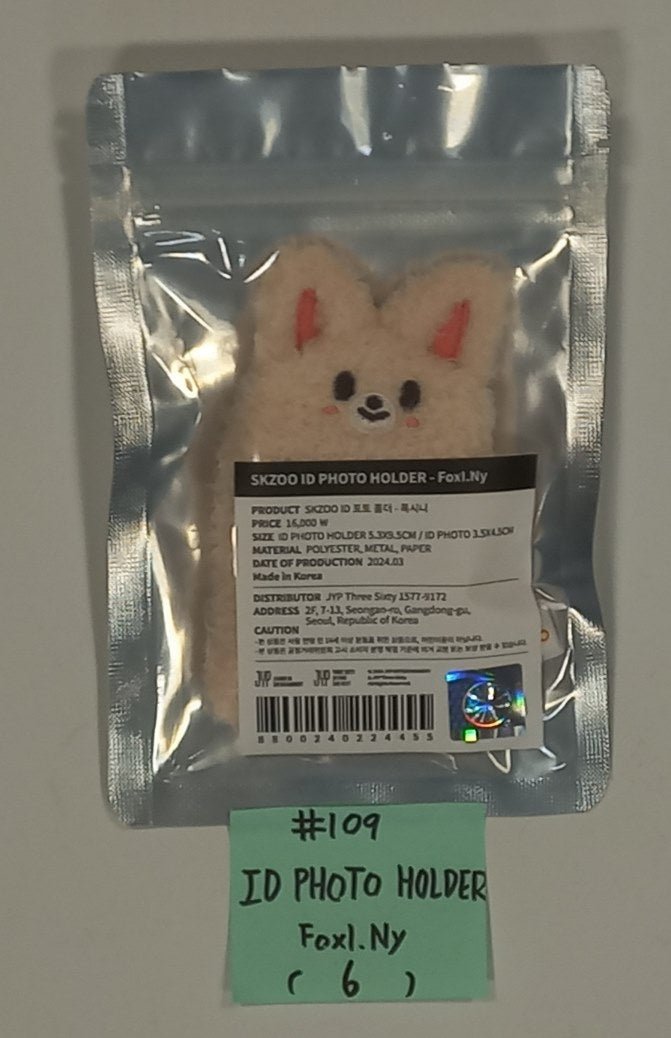 SKZOO ID PHOTO HOLDER - FoxI.Ny
PRODUCT SKZOO ID 포토 홀더 - 폭시니
PRICE 16,000 W
SIZE ID PHOTO HOLDER 5.3X9.5CM / ID PHOTO 3.5X4.5CM
MATERIAL POLYESTER, METAL, PAPER
DATE OF PRODUCTION 2024.03
Made in Korea
DISTRIBUTOR JYP Three Sixty 1577-9172
ADDRESS 2F, 7-13, Seongan-ro, Gangdong-gu,
Seoul, Republic of Korea
CAUTION
JYP JYP
8800240224455
#109
ID PHOTO HOLDER
FoxI.Ny
( 6 )